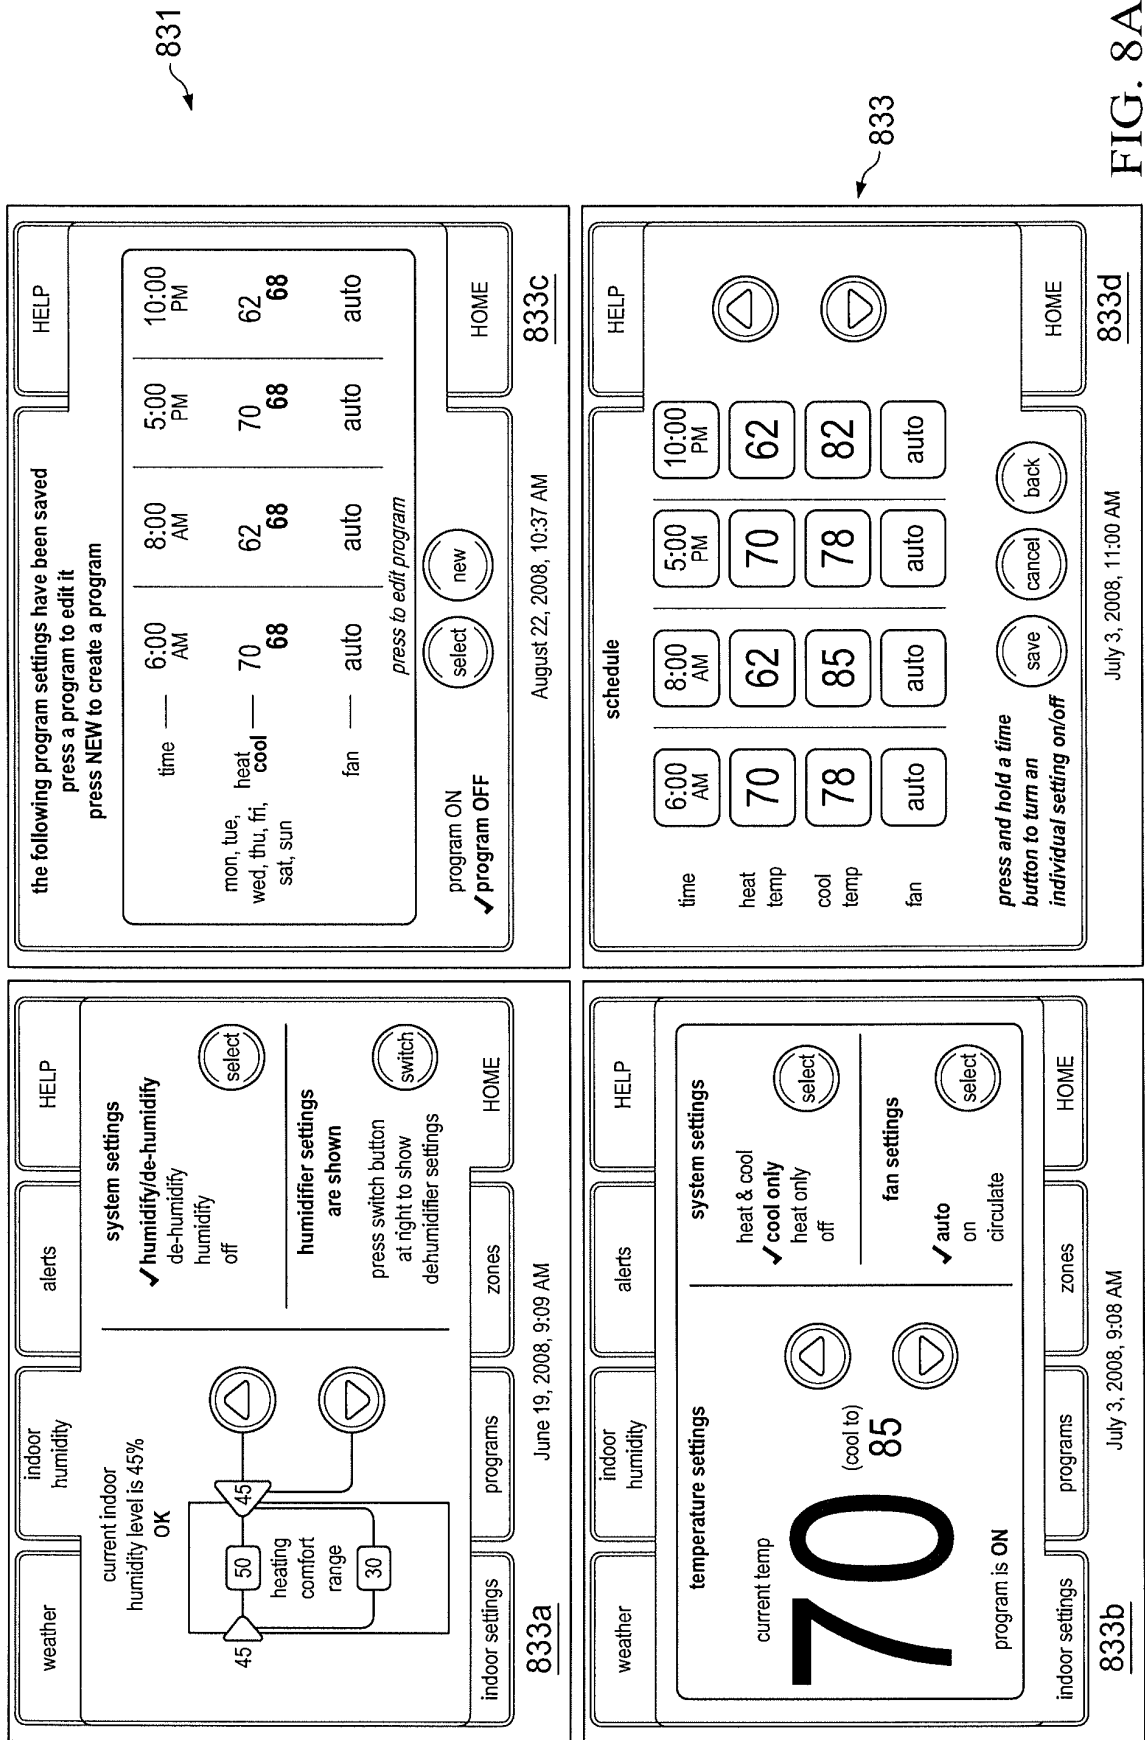 831
weather
indoor
humidity
alerts
HELP
current indoor
humidity level is 45%
OK
45
50
45
heating
comfort
range
30
system settings
✓humidify/de-humidify
de-humidify
humidify
off
select
humidifier settings
are shown
press switch button
at right to show
dehumidifier settings
switch
indoor settings
programs
zones
HOME
833a
June 19, 2008, 9:09 AM
HELP
the following program settings have been saved
press a program to edit it
press NEW to create a program
time
6:00
AM
8:00
AM
5:00
PM
10:00
PM
mon, tue,
wed, thu, fri,
sat, sun
heat
cool
70
68
62
68
70
68
62
68
fan
auto
auto
auto
auto
press to edit program
program ON
✓program OFF
select
new
HOME
August 22, 2008, 10:37 AM
833c
833
weather
indoor
humidity
alerts
HELP
temperature settings
current temp
70
(cool to)
85
program is ON
system settings
heat & cool
✓cool only
heat only
off
select
fan settings
✓auto
on
circulate
select
indoor settings
programs
zones
HOME
833b
July 3, 2008, 9:08 AM
HELP
schedule
time
6:00
AM
8:00
AM
5:00
PM
10:00
PM
heat
temp
70
62
70
62
cool
temp
78
85
78
82
fan
auto
auto
auto
auto
press and hold a time
button to turn an
individual setting on/off
save
cancel
back
HOME
July 3, 2008, 11:00 AM
833d
FIG. 8A